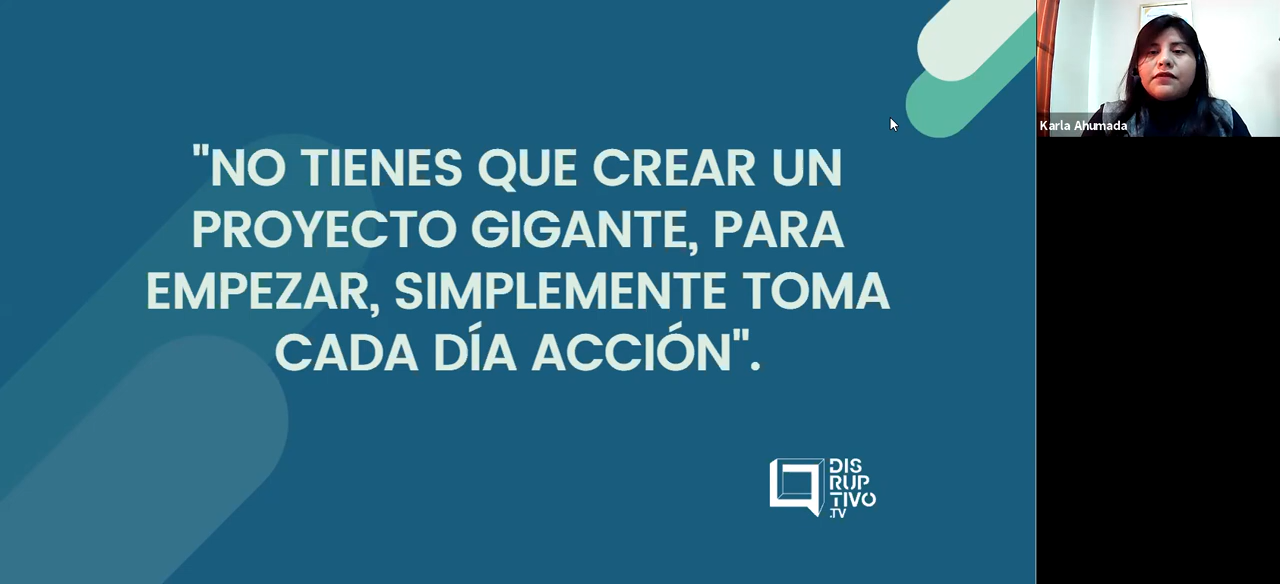 "NO TIENES QUE CREAR UN
PROYECTO GIGANTE, PARA
EMPEZAR, SIMPLEMENTE TOMA
CADA DÍA ACCIÓN".
DIS
RUP
TIVO
.TV
Karla Ahumada